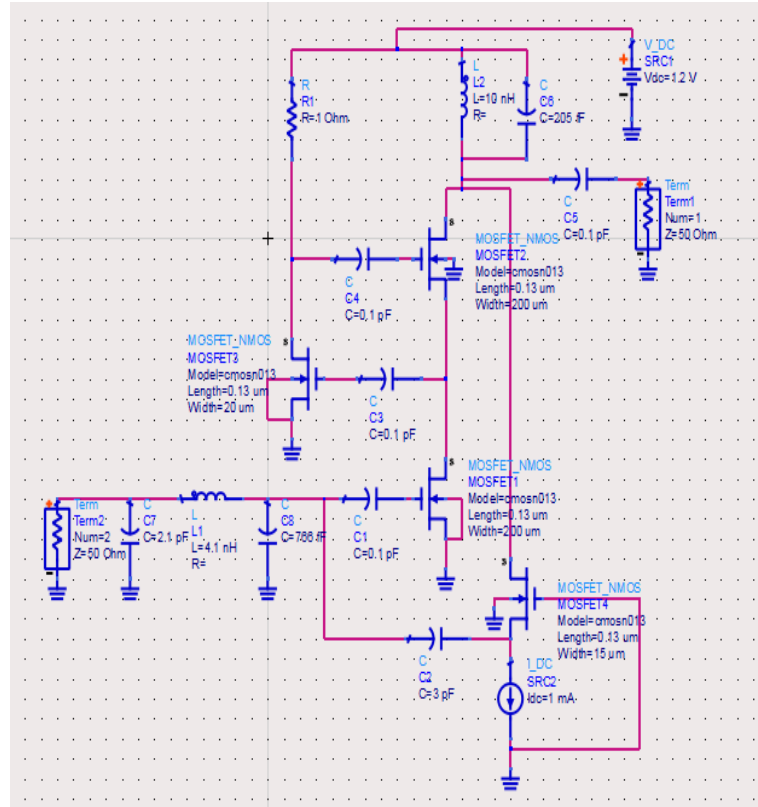 V_DC
SRC1
Vdc=1.2 V
L
L2
L=10 nH
R=
C
C6
C=205 fF
R
R1
R=1 Ohm
C
C5
C=0.1 pF
Term
Term1
Num=1
Z=50 Ohm
S
MOSFET_NMOS
MOSFET2
Model=cmosn013
Length=0.13 um
Width=200 um
C
C4
C=0.1 pF
MOSFET_NMOS
MOSFET3
Model=cmosn013
Length=0.13 um
Width=20 um
S
C
C3
C=0.1 pF
S
MOSFET_NMOS
MOSFET1
Model=cmosn013
Length=0.13 um
Width=200 um
Term
Term2
Num=2
Z=50 Ohm
C
C7
C=2.1 pF
L
L1
L=4.1 nH
R=
C
C8
C=766 fF
C
C1
C=0.1 pF
S
MOSFET_NMOS
MOSFET4
Model=cmosn013
Length=0.13 um
Width=15 µm
C
C2
C=3 pF
I_DC
SRC2
Idc=1 mA